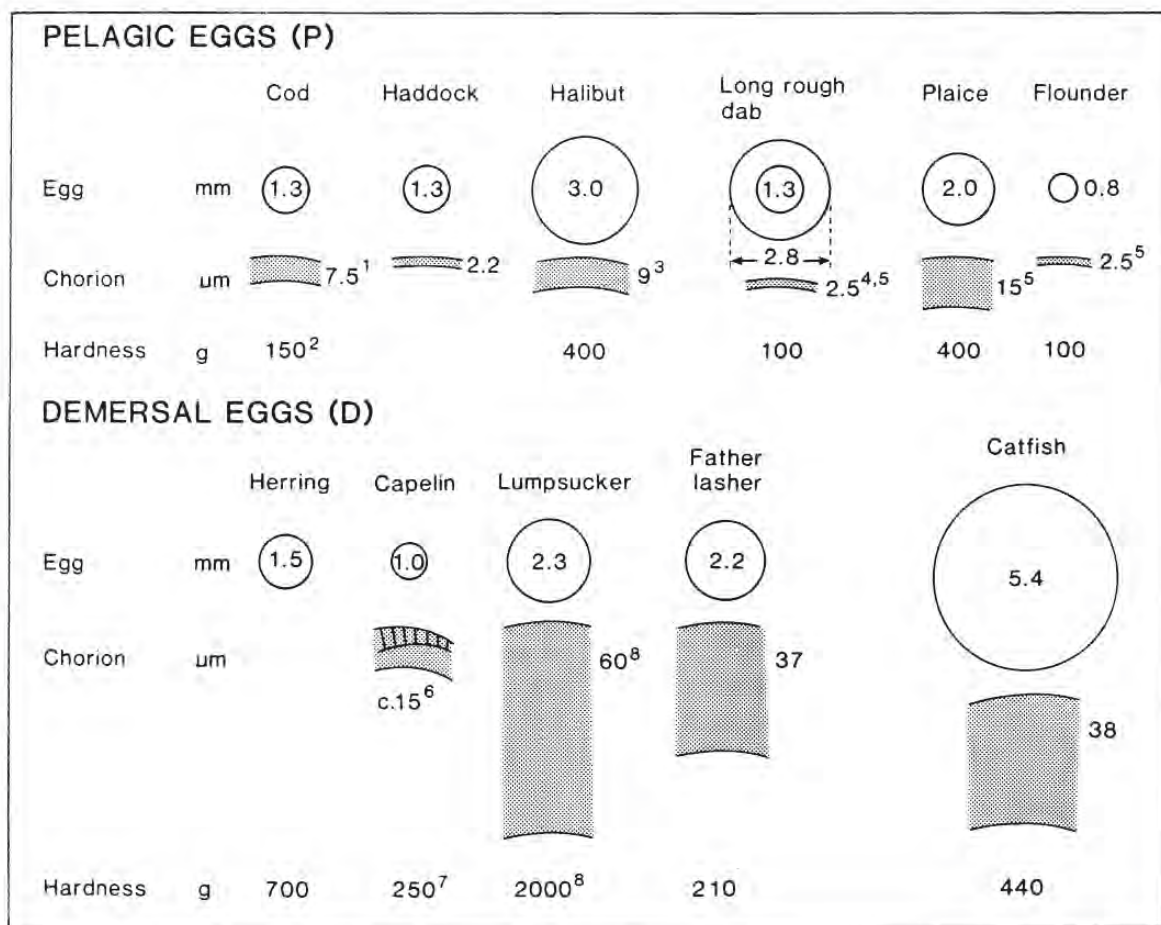 PELAGIC EGGS (P)
Cod Haddock Halibut Long rough dab Plaice Flounder
Egg mm 1.3 1.3 3.0 1.3 2.0 0.8
2.8
Chorion um 7.5¹ 2.2 9³ 2.5⁴,⁵ 15⁵ 2.5⁵
Hardness g 150² 400 100 400 100
DEMERSAL EGGS (D)
Herring Capelin Lumpsucker Father lasher Catfish
Egg mm 1.5 1.0 2.3 2.2 5.4
Chorion um c.15⁶ 60⁸ 37 38
Hardness g 700 250⁷ 2000⁸ 210 440